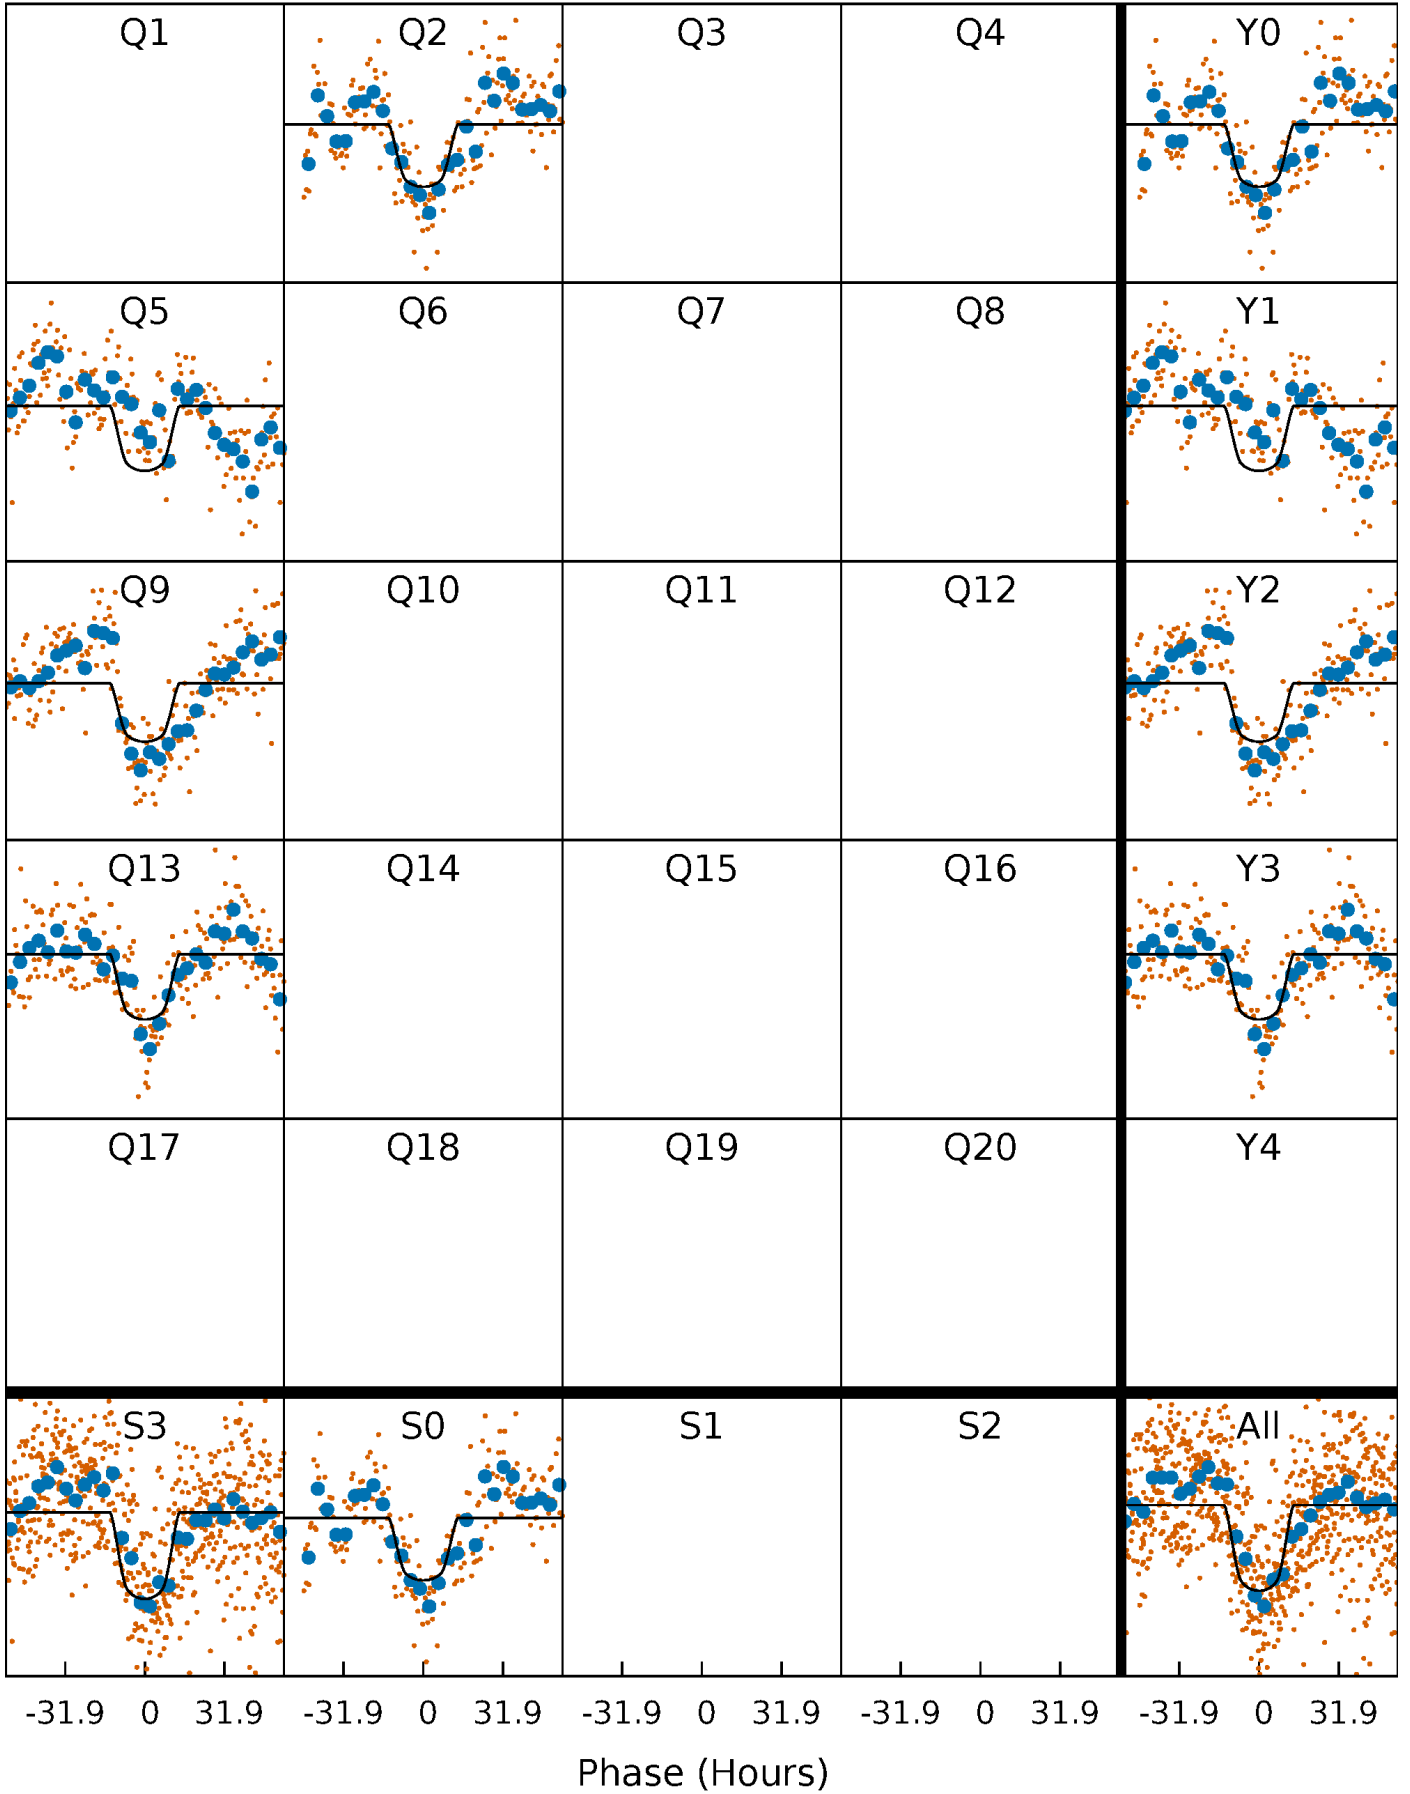 Q1 Q2 Q3 Q4 Y0
Q5 Q6 Q7 Q8 Y1
Q9 Q10 Q11 Q12 Y2
Q13 Q14 Q15 Q16 Y3
Q17 Q18 Q19 Q20 Y4
S3 S0 S1 S2 All
-31.9 0 31.9 -31.9 0 31.9 -31.9 0 31.9 -31.9 0 31.9 -31.9 0 31.9
Phase (Hours)